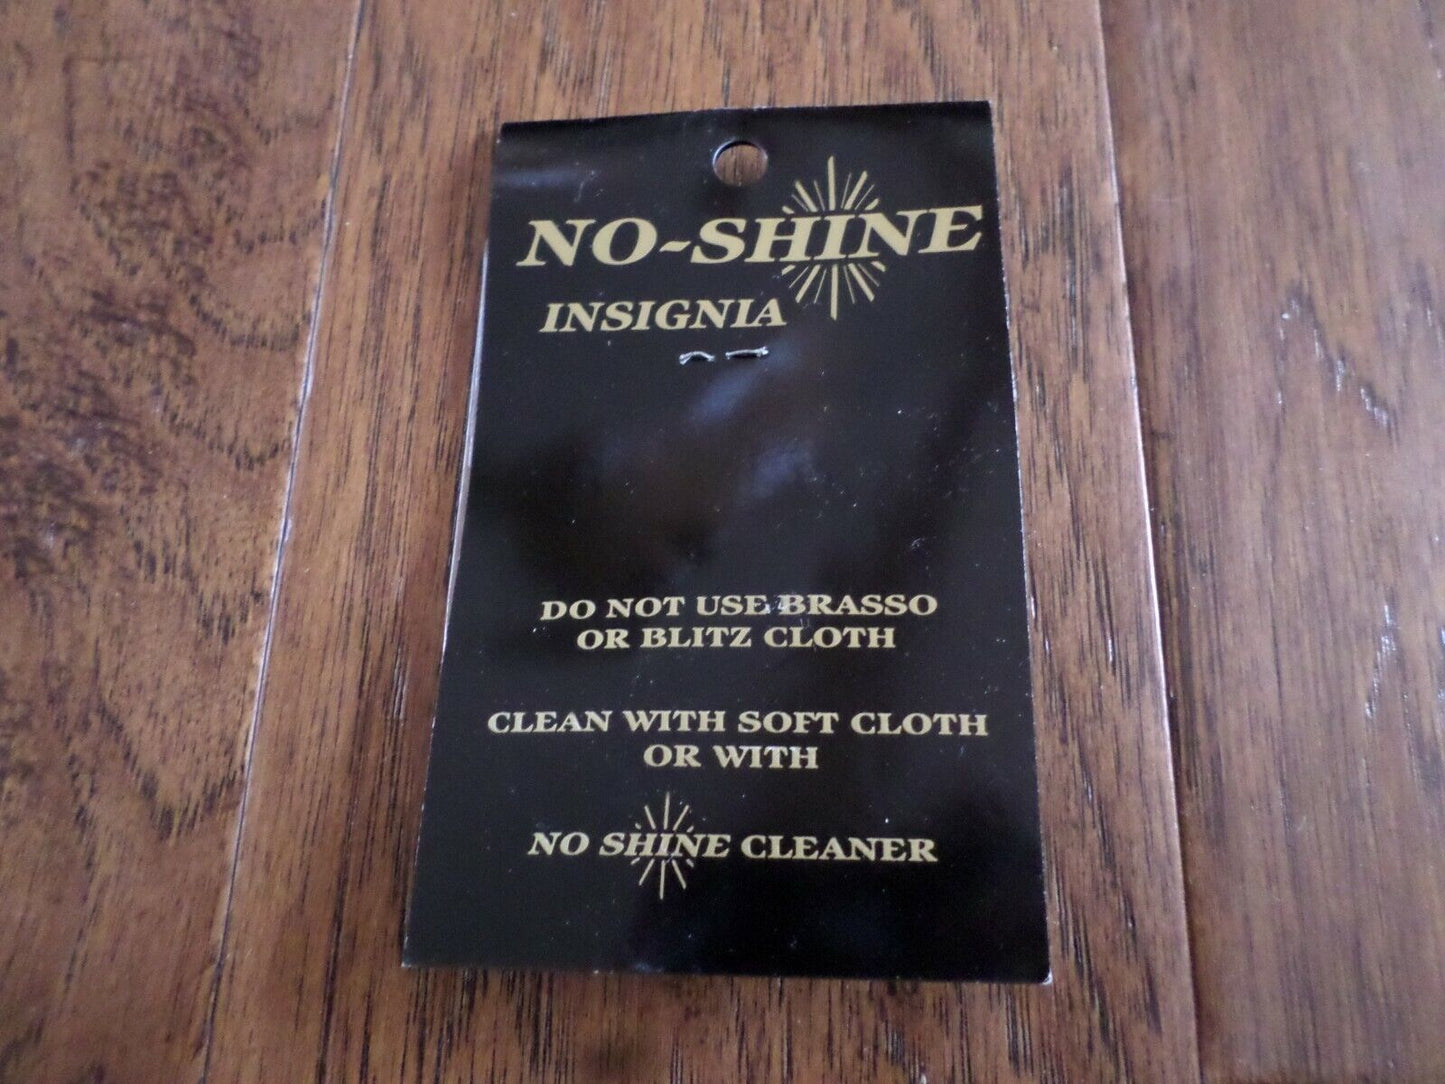 NO-SHINE
INSIGNIA
DO NOT USE BRASSO
OR BLITZ CLOTH
CLEAN WITH SOFT CLOTH
OR WITH
NO SHINE CLEANER